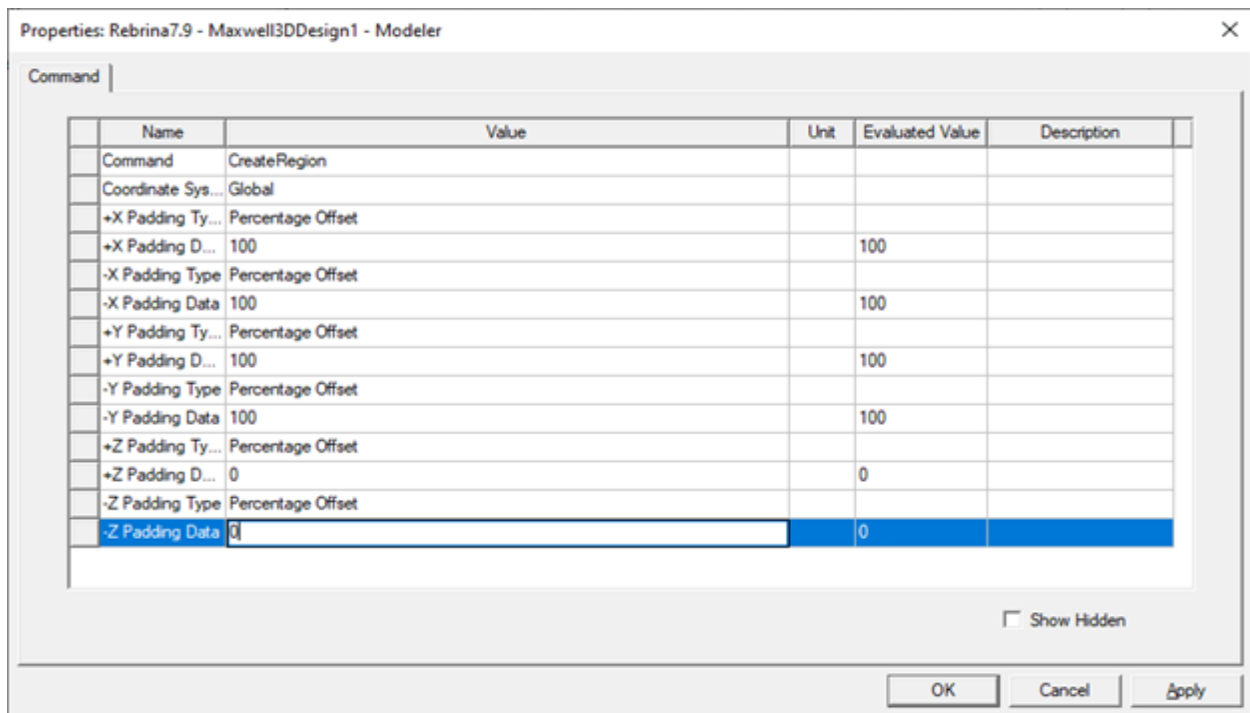 Properties: Rebrina7.9 - Maxwell3DDesign1 - Modeler
Command
Name Value Unit Evaluated Value Description
Command CreateRegion
Coordinate Sys... Global
+X Padding Ty... Percentage Offset
+X Padding D... 100 100
-X Padding Type Percentage Offset
-X Padding Data 100 100
+Y Padding Ty... Percentage Offset
+Y Padding D... 100 100
-Y Padding Type Percentage Offset
-Y Padding Data 100 100
+Z Padding Ty... Percentage Offset
+Z Padding D... 0 0
-Z Padding Type Percentage Offset
-Z Padding Data 0 0
Show Hidden
OK Cancel Apply